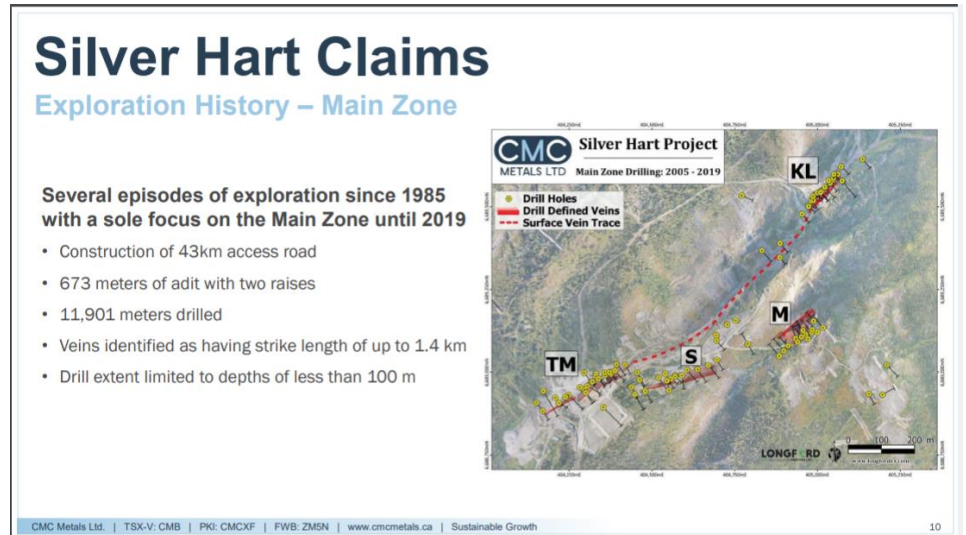 Silver Hart Claims
Exploration History – Main Zone
Several episodes of exploration since 1985
with a sole focus on the Main Zone until 2019
• Construction of 43km access road
• 673 meters of adit with two raises
• 11,901 meters drilled
• Veins identified as having strike length of up to 1.4 km
• Drill extent limited to depths of less than 100 m
CMC
METALS LTD
Silver Hart Project
Main Zone Drilling: 2005 - 2019
Drill Holes
Drill Defined Veins
Surface Vein Trace
KL
M
S
TM
0 100 200 m
LONGFORD
CMC Metals Ltd. | TSX-V: CMB | PKI: CMCXF | FWB: ZM5N | www.cmcmetals.ca | Sustainable Growth
10